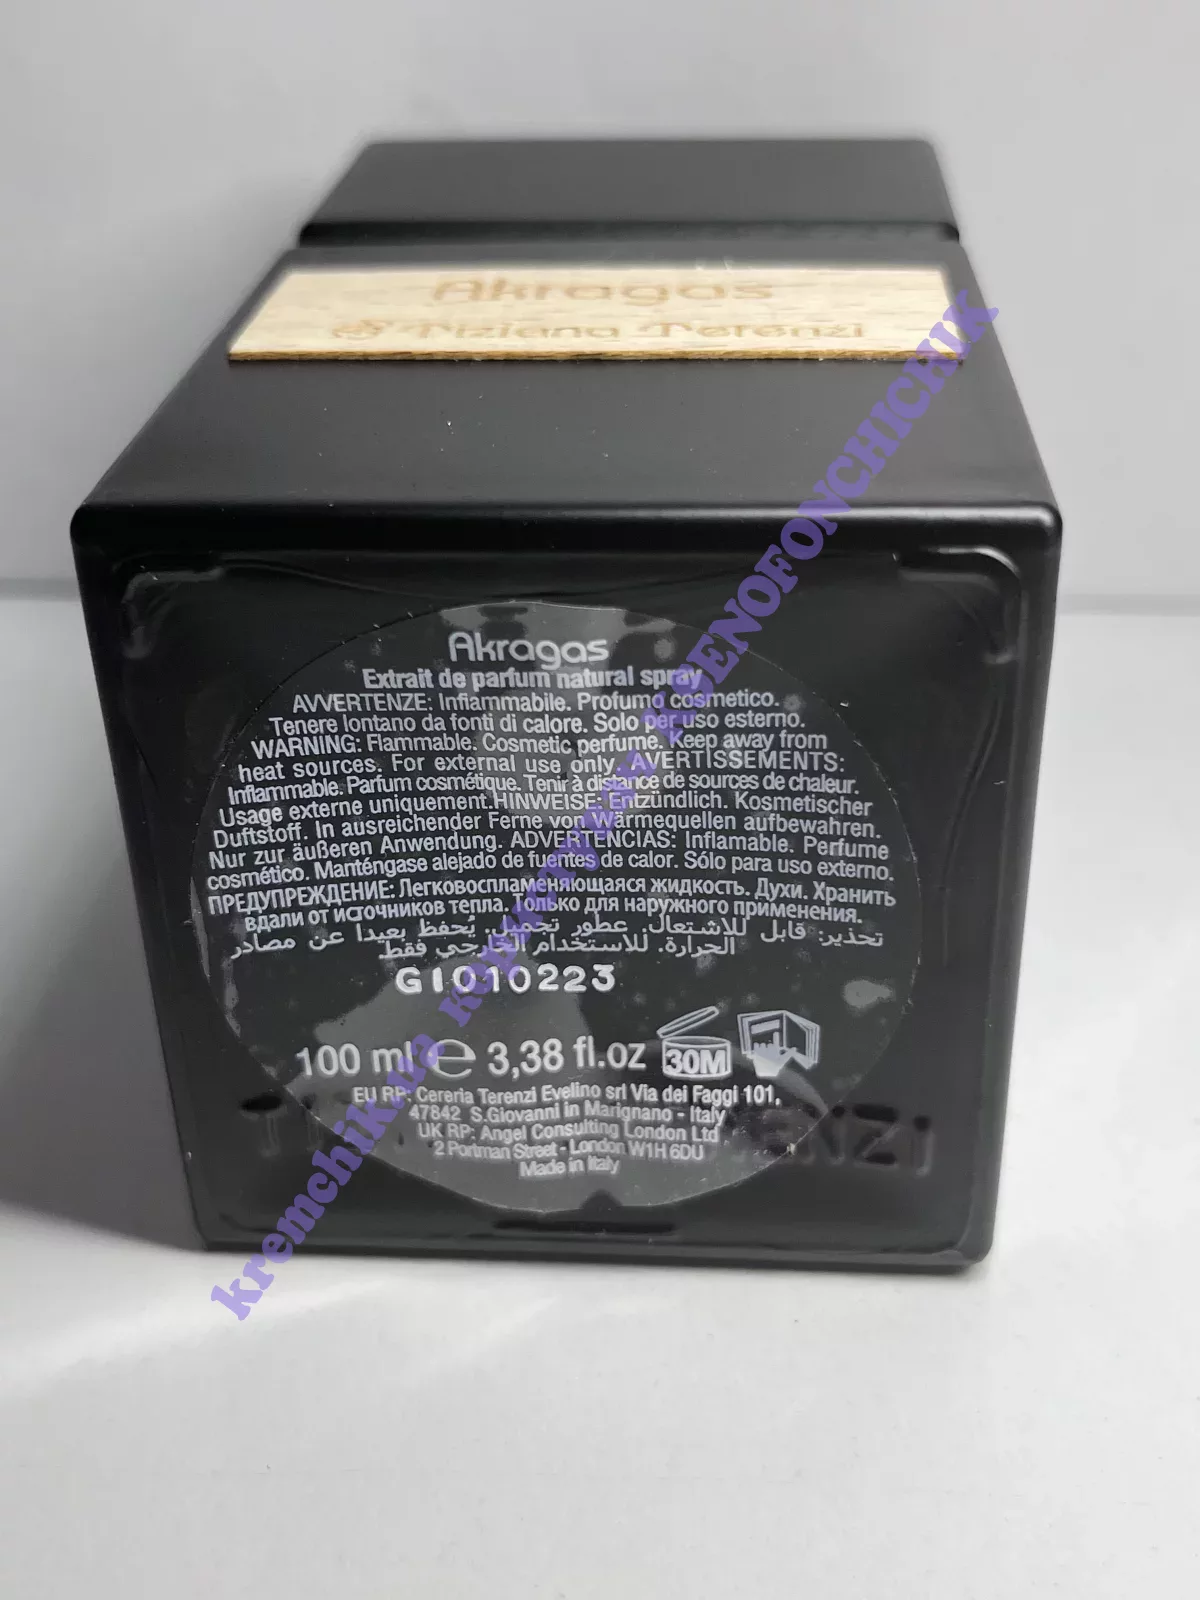 Akragas
Tiziana Terenzi
Akragas
Extrait de parfum natural spray
AVVERTENZE: Infiammabile. Profumo cosmetico.
Tenere lontano da fonti di calore. Solo per uso esterno.
WARNING: Flammable. Cosmetic perfume. Keep away from
heat sources. For external use only. AVERTISSEMENTS:
Inflammable. Parfum cosmétique. Tenir à distance de sources de chaleur.
Usage externe uniquement. HINWEISE: Entzündlich. Kosmetischer
Duftstoff. In ausreichender Ferne von Wärmequellen aufbewahren.
Nur zur äußeren Anwendung. ADVERTENCIAS: Inflamable. Perfume
cosmético. Manténgase alejado de fuentes de calor. Sólo para uso externo.
ПРЕДУПРЕЖДЕНИЕ: Легковоспламеняющаяся жидкость. Духи. Хранить
вдали от источников тепла. Только для наружного применения.
تحذير: قابل للاشتعال. عطور تجميل. يُحفظ بعيداً عن مصادر
الحرارة. للاستخدام الخارجي فقط
GI010223
100 ml e 3,38 fl.oz 30M
EU RP: Cereria Terenzi Evelino srl Via dei Faggi 101,
47842 S.Giovanni in Marignano - Italy
UK RP: Angel Consulting London Ltd
2 Portman Street - London W1H 6DU
Made in Italy
kremchik.ua користувач KSENOFONCHICHIK